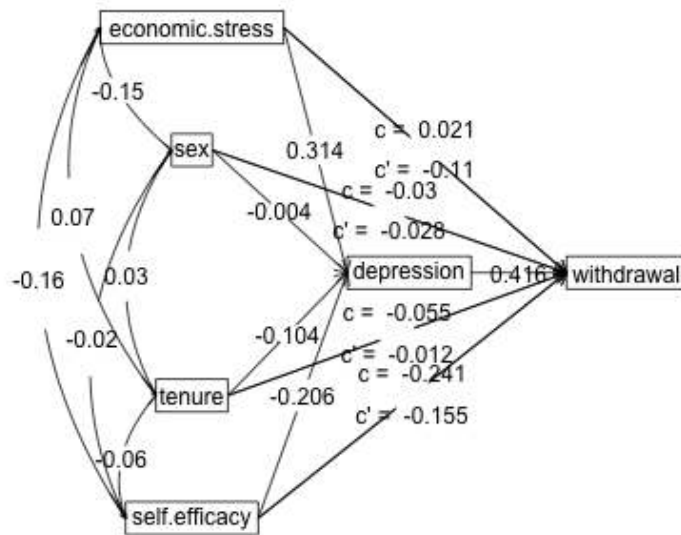 economic.stress
-0.15
c = 0.021
sex
0.314
c' = -0.11
c = -0.03
0.07
-0.004
c' = -0.028
-0.16
0.03
depression
0.416
withdrawal
c = -0.055
-0.02
-0.104
c' = -0.012
c = -0.241
tenure
-0.206
c' = -0.155
-0.06
self.efficacy